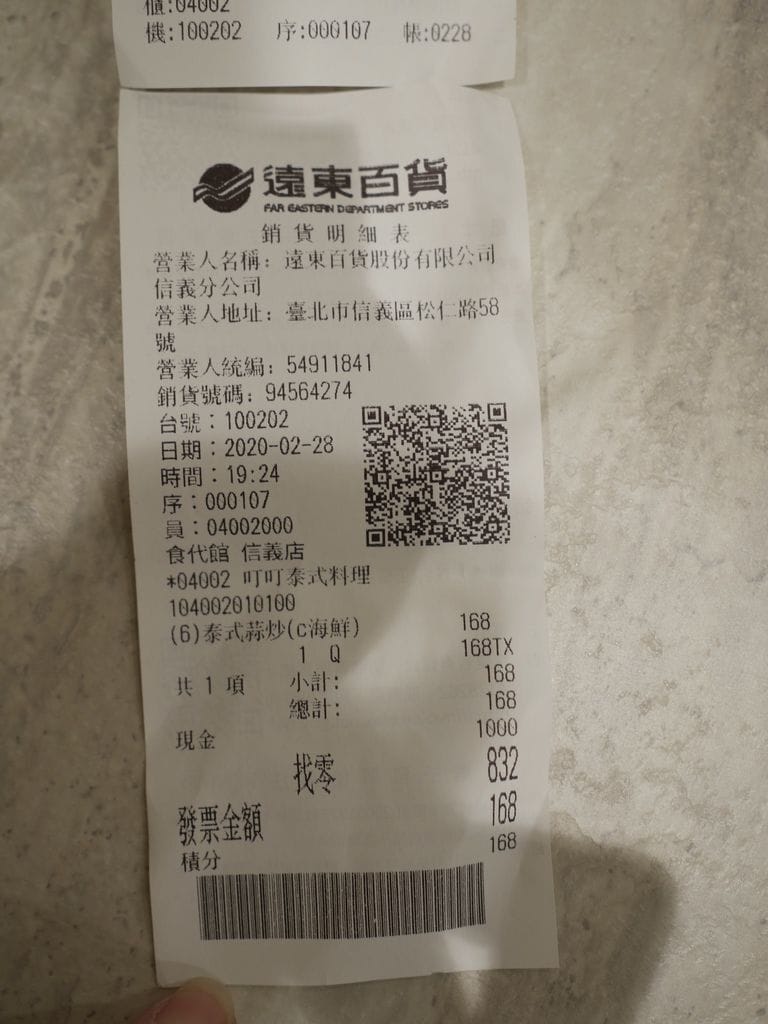 櫃:04002
機:100202 序:000107 帳:0228
遠東百貨
FAR EASTERN DEPARTMENT STORES
銷貨明細表
營業人名稱: 遠東百貨股份有限公司
信義分公司
營業人地址: 臺北市信義區松仁路58
號
營業人統編: 54911841
銷貨號碼: 94564274
台號：100202
日期：2020-02-28
時間：19:24
序：000107
員：04002000
食代館 信義店
*04002 叮叮泰式料理
104002010100
(6)泰式蒜炒(c海鮮) 168
1 Q 168TX
共 1 項 小計: 168
總計: 168
現金 1000
找零 832
發票金額 168
積分 168